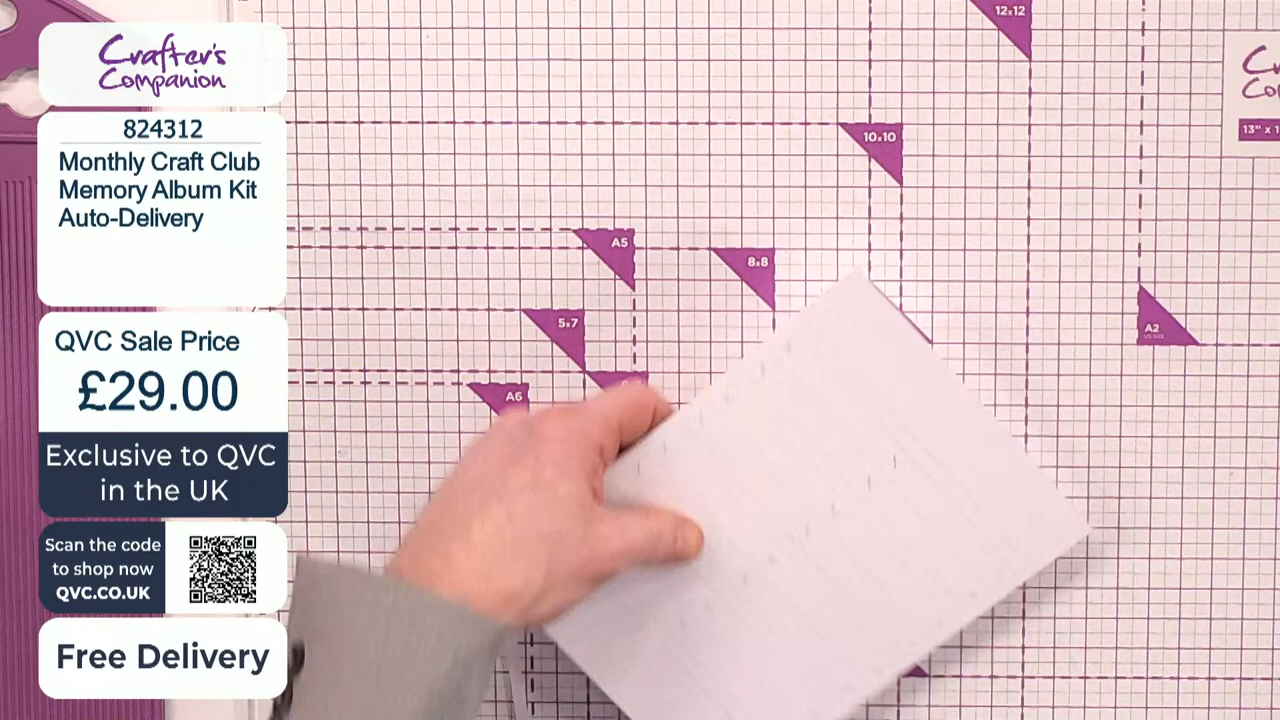 Crafter's
Companion
824312
Monthly Craft Club
Memory Album Kit
Auto-Delivery
QVC Sale Price
£29.00
Exclusive to QVC
in the UK
Scan the code
to shop now
QVC.CO.UK
Free Delivery
12x12
10x10
A5
8x8
5x7
A6
A2
13" x 1